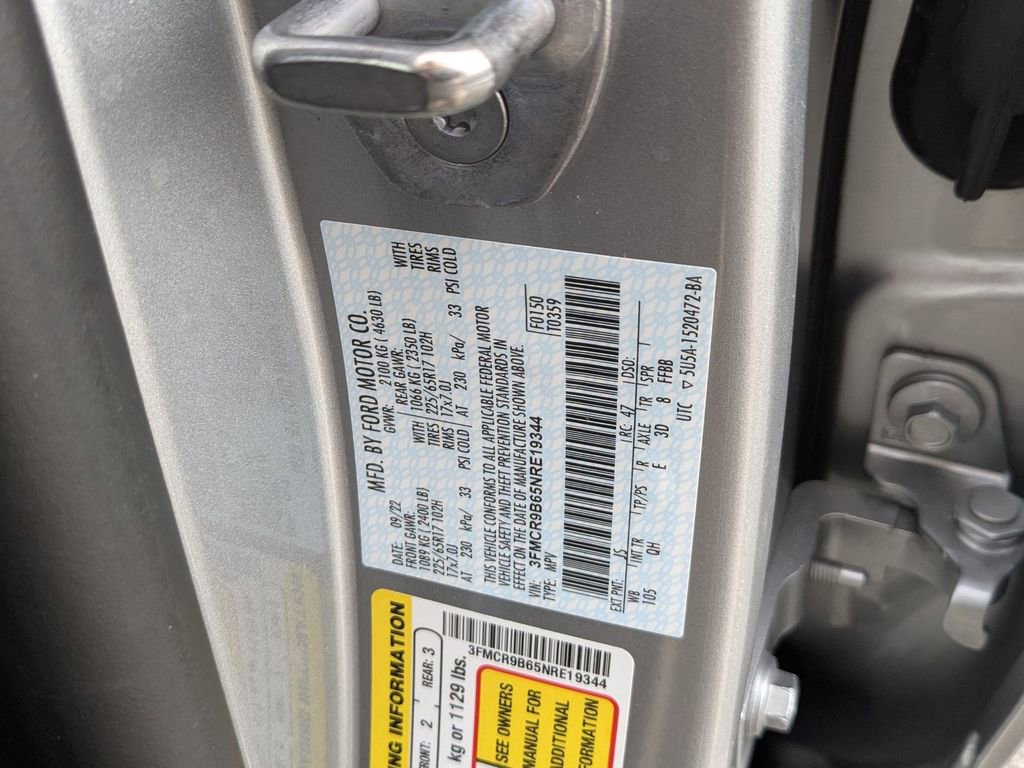 MFD. BY FORD MOTOR CO.
DATE: 09/22 GVWR: 2100 KG ( 4630 LB)
FRONT GAWR: REAR GAWR:
1089 KG ( 2400 LB) WITH 1066 KG ( 2350 LB) WITH
225/65R17 102H TIRES 225/65R17 102H TIRES
17x7.0J RIMS 17x7.0J RIMS
AT 230 kPa/ 33 PSI COLD AT 230 kPa/ 33 PSI COLD
THIS VEHICLE CONFORMS TO ALL APPLICABLE FEDERAL MOTOR
VEHICLE SAFETY AND THEFT PREVENTION STANDARDS IN
EFFECT ON THE DATE OF MANUFACTURE SHOWN ABOVE.
VIN: 3FMCR9B65NRE19344
TYPE: MPV
F0150
T0359
EXT PNT: JS RC: 47 DSO:
WB INT TR TP/PS R AXLE TR SPR
105 QH E 3D 8 FFBB
UTC ▽ 5U5A-1520472-BA
ING INFORMATION
FRONT: 2 REAR: 3
kg or 1129 lbs.
3FMCR9B65NRE19344
SEE OWNERS
MANUAL FOR
ADDITIONAL
FORMATION